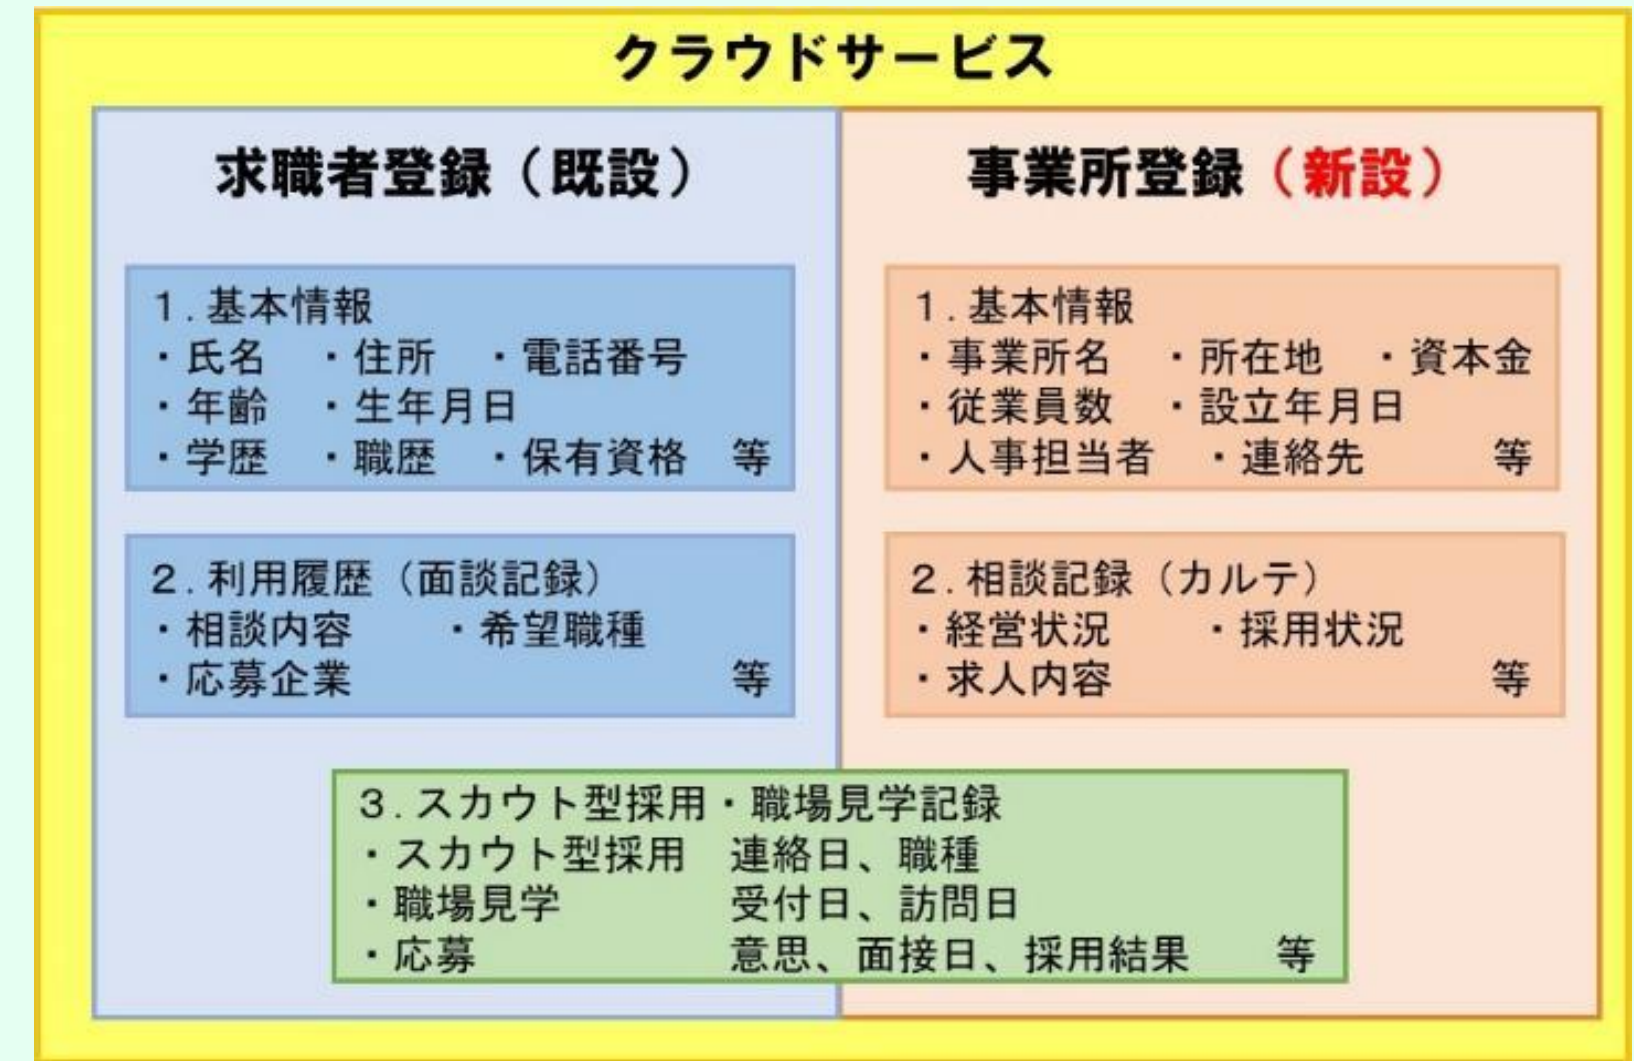 クラウドサービス
求職者登録（既設）
1．基本情報
・氏名　・住所　・電話番号
・年齢　・生年月日
・学歴　・職歴　・保有資格　等
2．利用履歴（面談記録）
・相談内容　・希望職種
・応募企業　等
事業所登録（新設）
1．基本情報
・事業所名　・所在地　・資本金
・従業員数　・設立年月日
・人事担当者　・連絡先　等
2．相談記録（カルテ）
・経営状況　・採用状況
・求人内容　等
3．スカウト型採用・職場見学記録
・スカウト型採用　連絡日、職種
・職場見学　受付日、訪問日
・応募　意思、面接日、採用結果　等